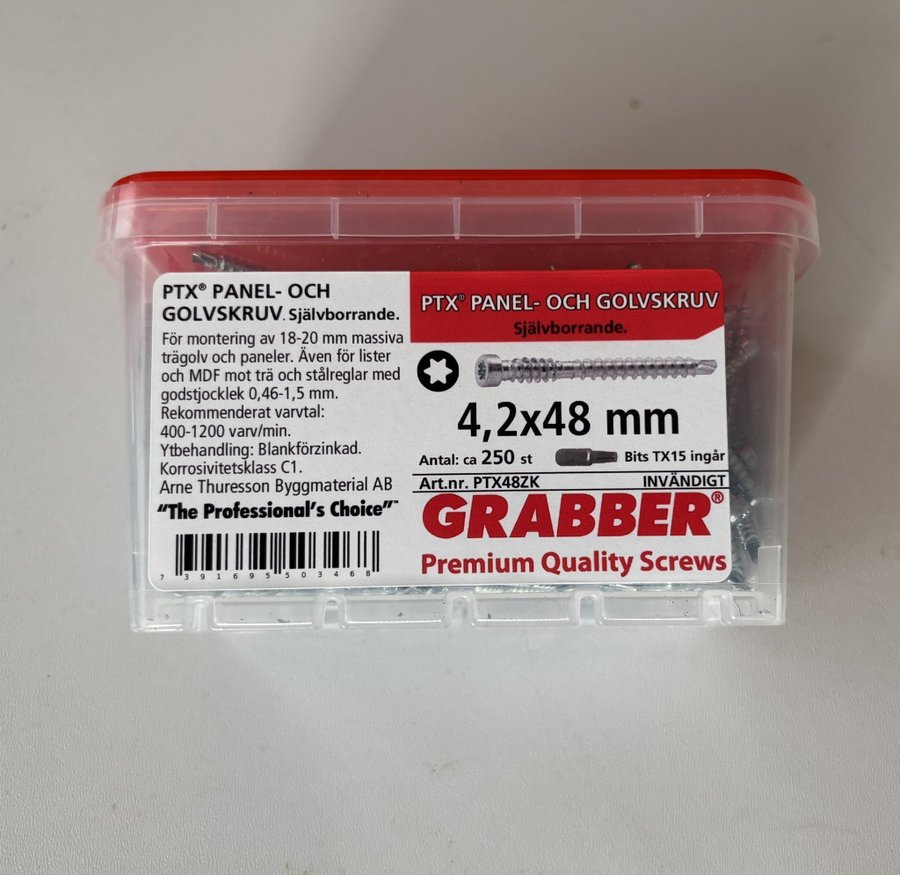 PTX® PANEL- OCH
GOLVSKRUV. Självborrande.
För montering av 18-20 mm massiva
trägolv och paneler. Även för lister
och MDF mot trä och stålreglar med
godstjocklek 0,46-1,5 mm.
Rekommenderat varvtal:
400-1200 varv/min.
Ytbehandling: Blankförzinkad.
Korrosivitetsklass C1.
Arne Thuresson Byggmaterial AB
“The Professional’s Choice”™
7 391695 503468
PTX® PANEL- OCH GOLVSKRUV
Självborrande.
4,2x48 mm
Antal: ca 250 st
Bits TX15 ingår
Art.nr. PTX48ZK
INVÄNDIGT
GRABBER®
Premium Quality Screws